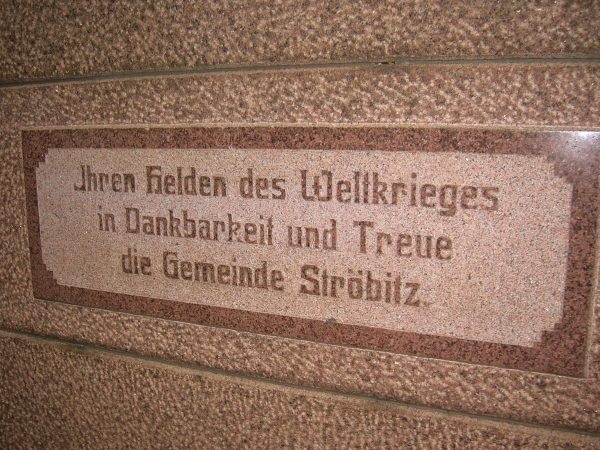 Ihren Helden des Weltkrieges
in Dankbarkeit und Treue
die Gemeinde Ströbitz.